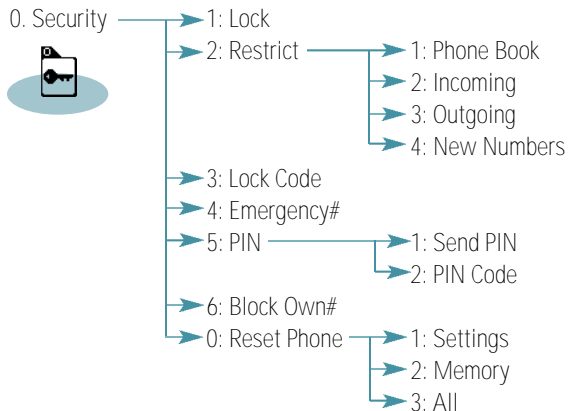 0. Security
1: Lock
2: Restrict
1: Phone Book
2: Incoming
3: Outgoing
4: New Numbers
3: Lock Code
4: Emergency#
5: PIN
1: Send PIN
2: PIN Code
6: Block Own#
0: Reset Phone
1: Settings
2: Memory
3: All
0